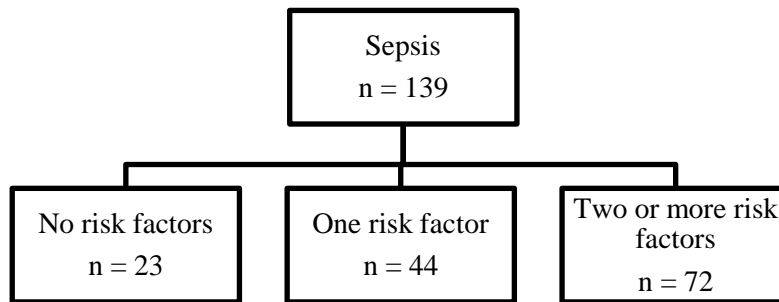 Sepsis
n = 139
No risk factors
n = 23
One risk factor
n = 44
Two or more risk
factors
n = 72